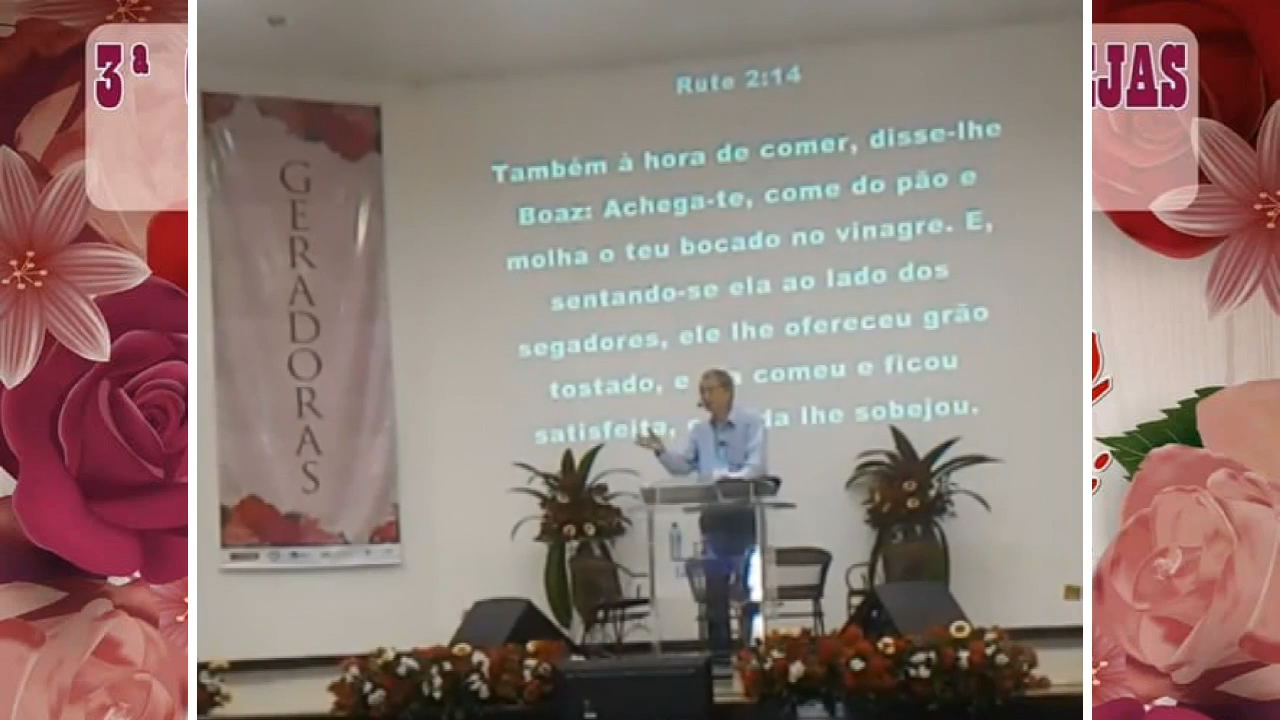 3ª
JAS
GERADORAS
Rute 2:14
Também à hora de comer, disse-lhe
Boaz: Achega-te, come do pão e
molha o teu bocado no vinagre. E,
sentando-se ela ao lado dos
segadores, ele lhe ofereceu grão
tostado, e comeu e ficou
satisfeita, lhe sobejou.